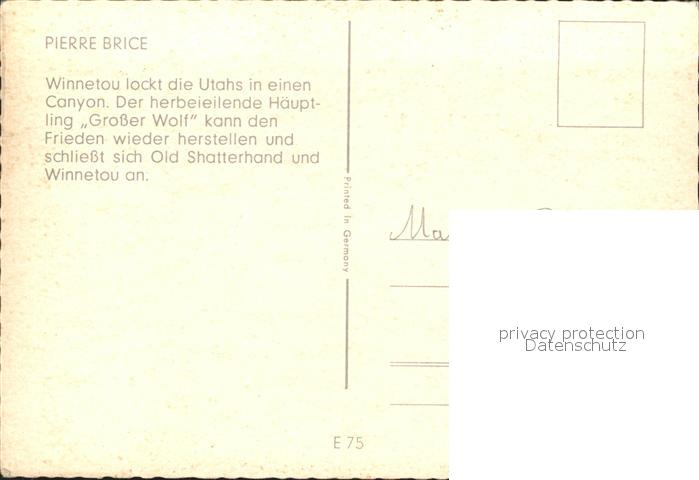 PIERRE BRICE
Winnetou lockt die Utahs in einen
Canyon. Der herbeieilende Häupt-
ling „Großer Wolf" kann den
Frieden wieder herstellen und
schließt sich Old Shatterhand und
Winnetou an.
Printed in Germany
Ma
privacy protection
Datenschutz
E 75